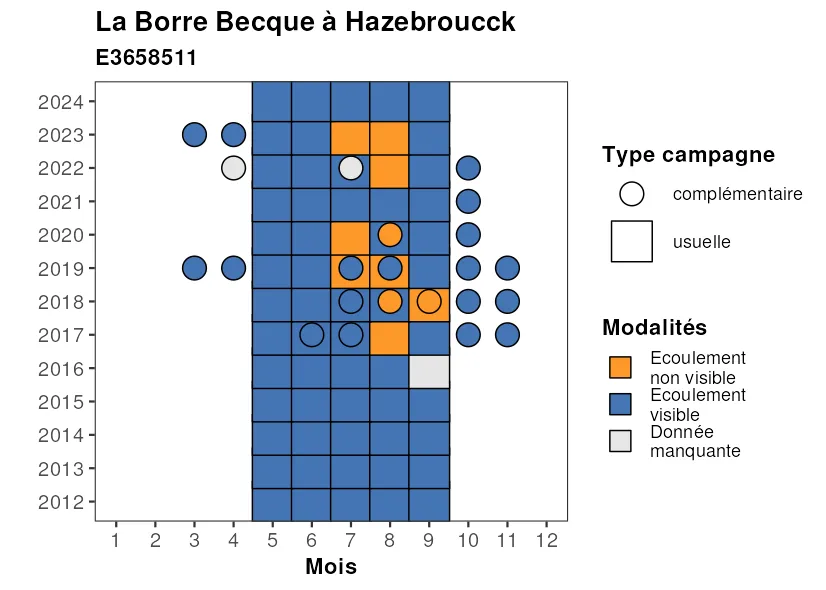 La Borre Becque à Hazebroucck
E3658511
2024
2023
2022
2021
2020
2019
2018
2017
2016
2015
2014
2013
2012
1 2 3 4 5 6 7 8 9 10 11 12
Mois
Type campagne
complémentaire
usuelle
Modalités
Ecoulement
non visible
Ecoulement
visible
Donnée
manquante